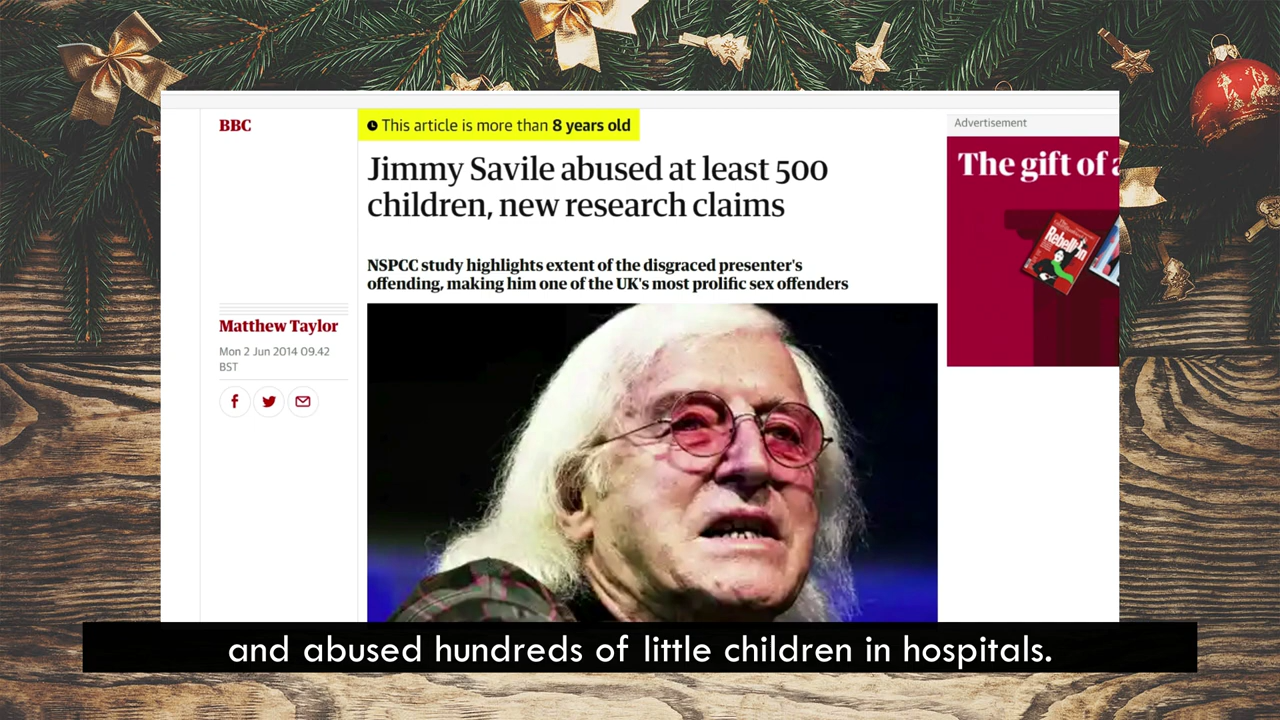 BBC
This article is more than 8 years old
Jimmy Savile abused at least 500
children, new research claims
NSPCC study highlights extent of the disgraced presenter's
offending, making him one of the UK's most prolific sex offenders
Matthew Taylor
Mon 2 Jun 2014 09.42
BST
Advertisement
The gift of a
Rebellion
and abused hundreds of little children in hospitals.